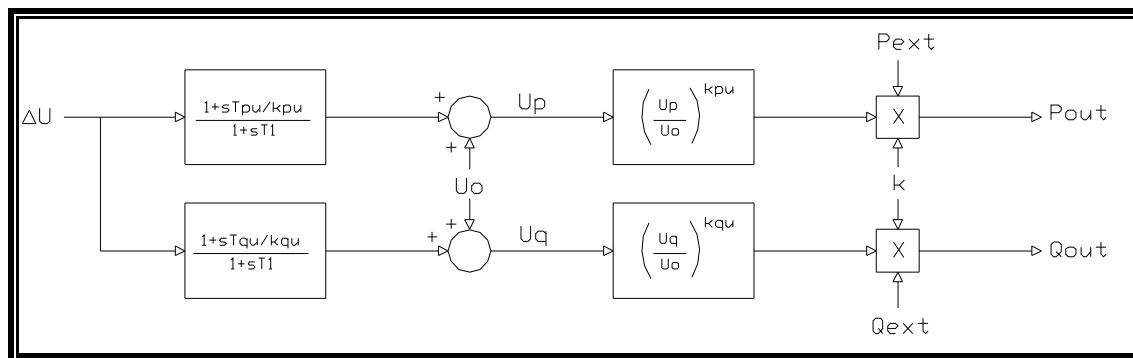 Pext
ΔU
1+sTpu/kpu
1+sT1
+
+
Up
(Up/Uo)^kpu
X
Pout
Uo
k
1+sTqu/kqu
1+sT1
+
+
Uq
(Uq/Uo)^kqu
X
Qout
Qext